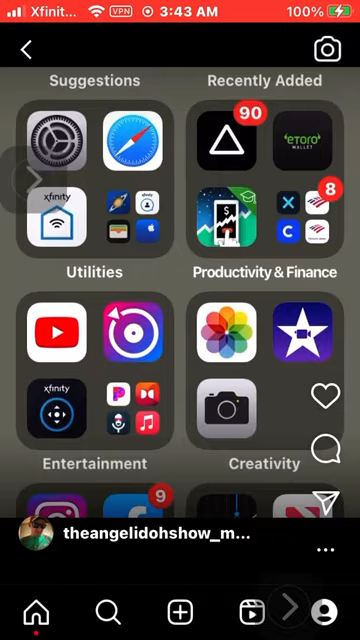 Xfinit... VPN 3:43 AM 100%
Suggestions Recently Added
90
etoro
WALLET
xfinity
xfinity
8
Utilities Productivity & Finance
xfinity
Entertainment Creativity
9
theangelidohshow_m...
...